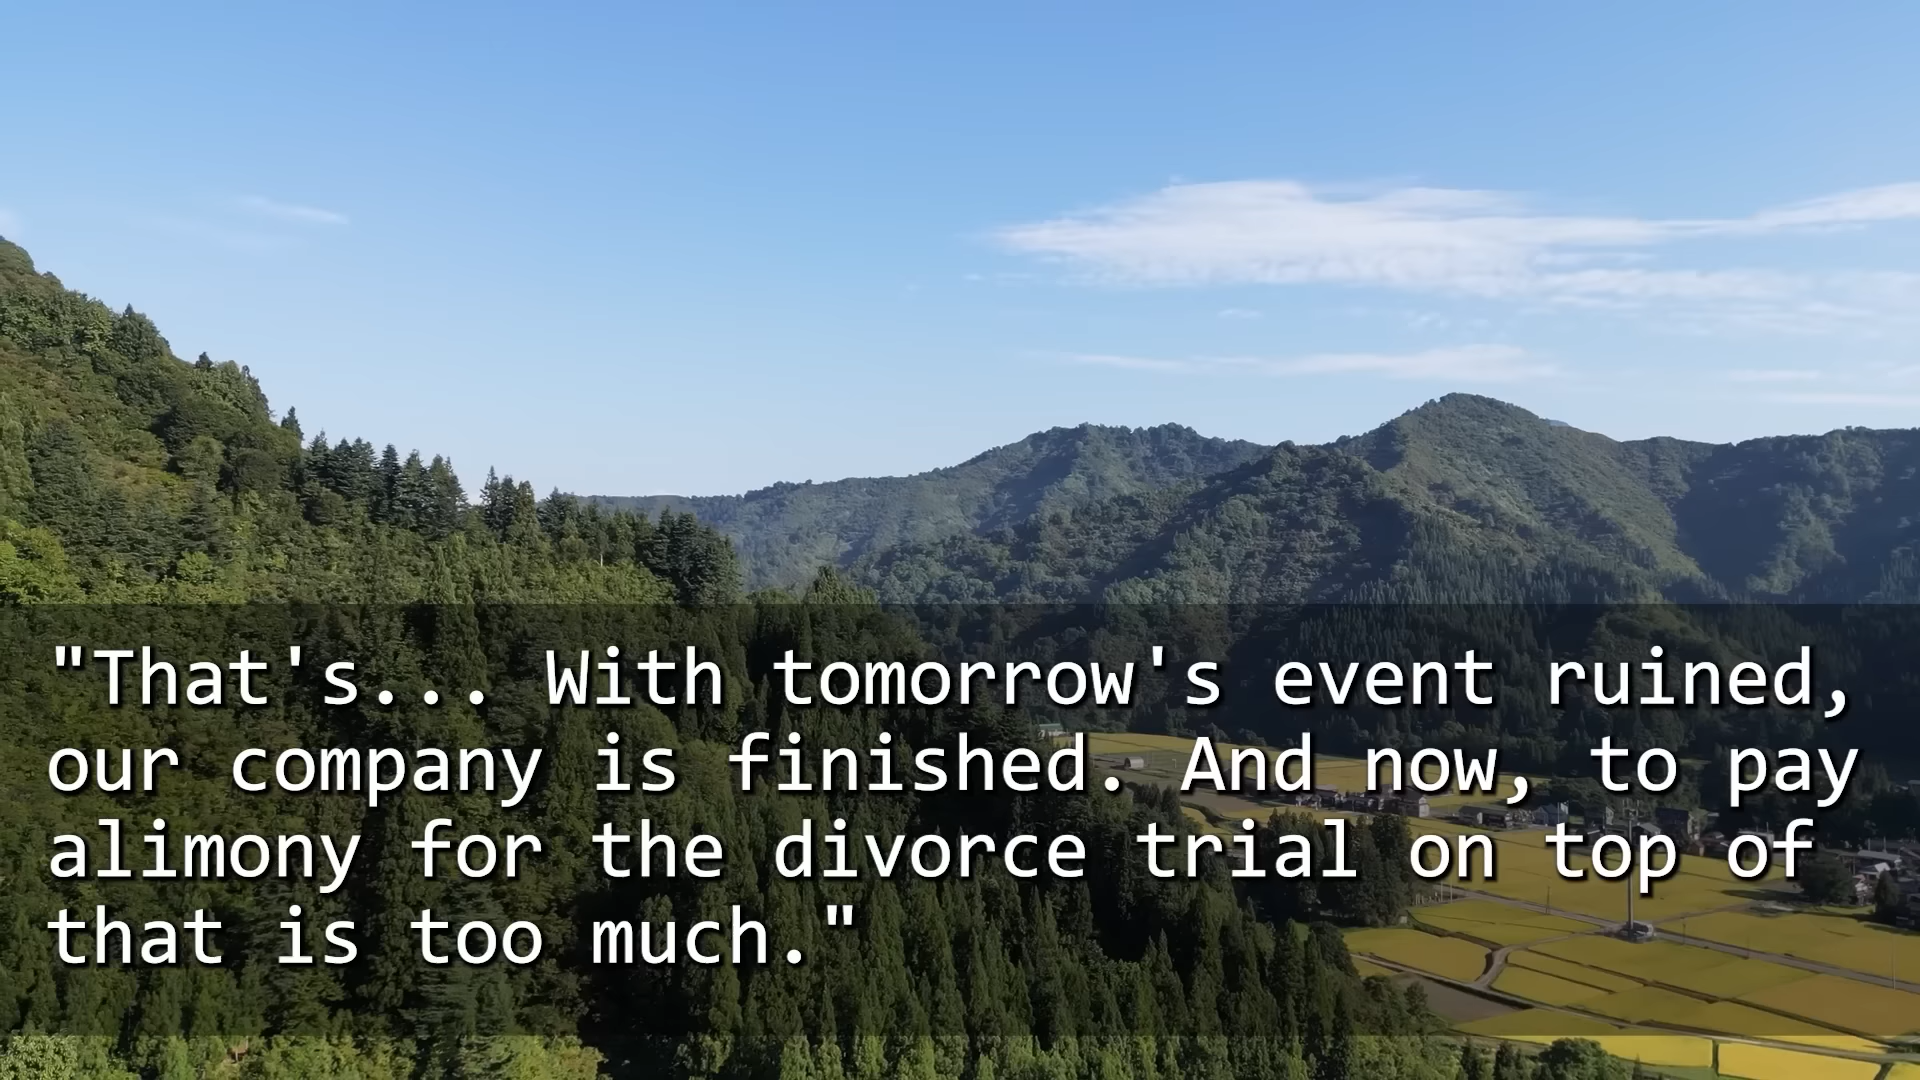 "That's... With tomorrow's event ruined,
our company is finished. And now, to pay
alimony for the divorce trial on top of
that is too much."